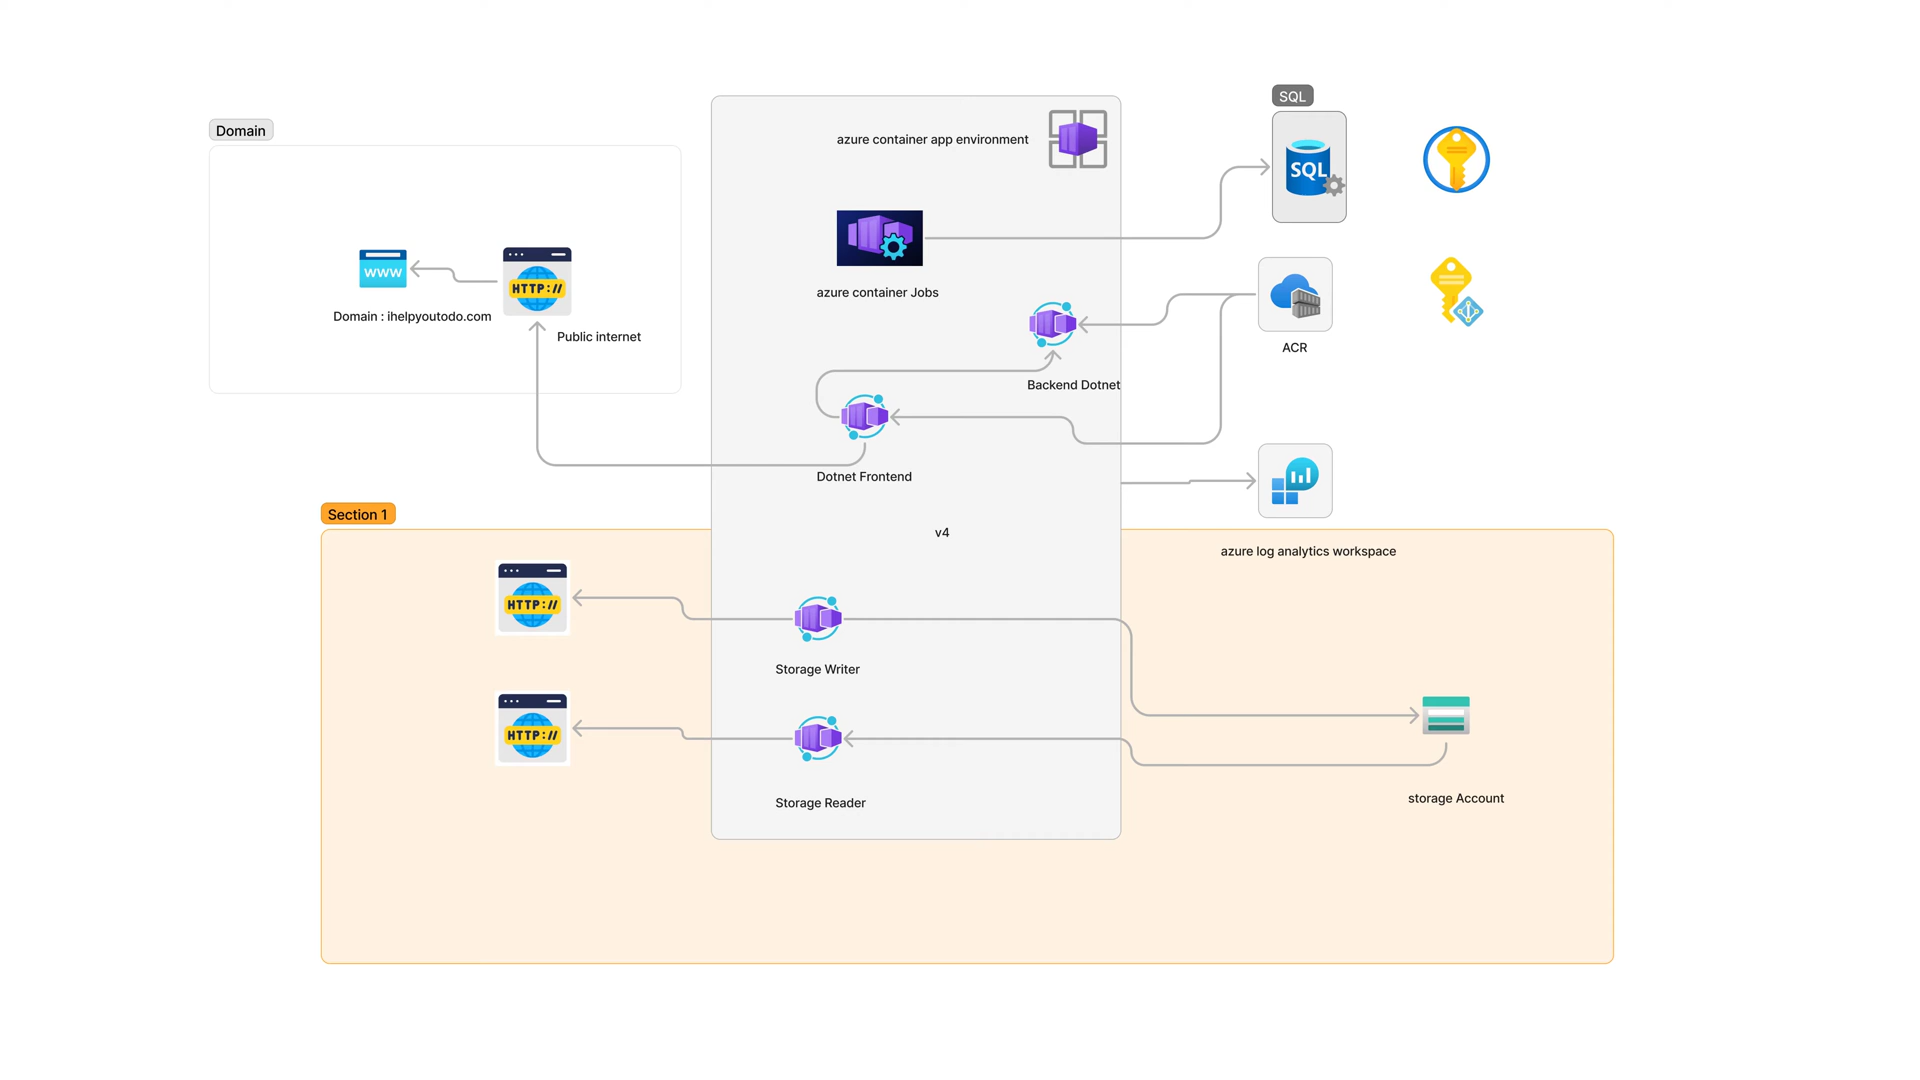 SQL
Domain
azure container app environment
SQL
www
HTTP://
azure container Jobs
Domain : ihelpyoutodo.com
Public internet
ACR
Backend Dotnet
Dotnet Frontend
Section 1
v4
azure log analytics workspace
HTTP://
Storage Writer
HTTP://
Storage Reader
storage Account